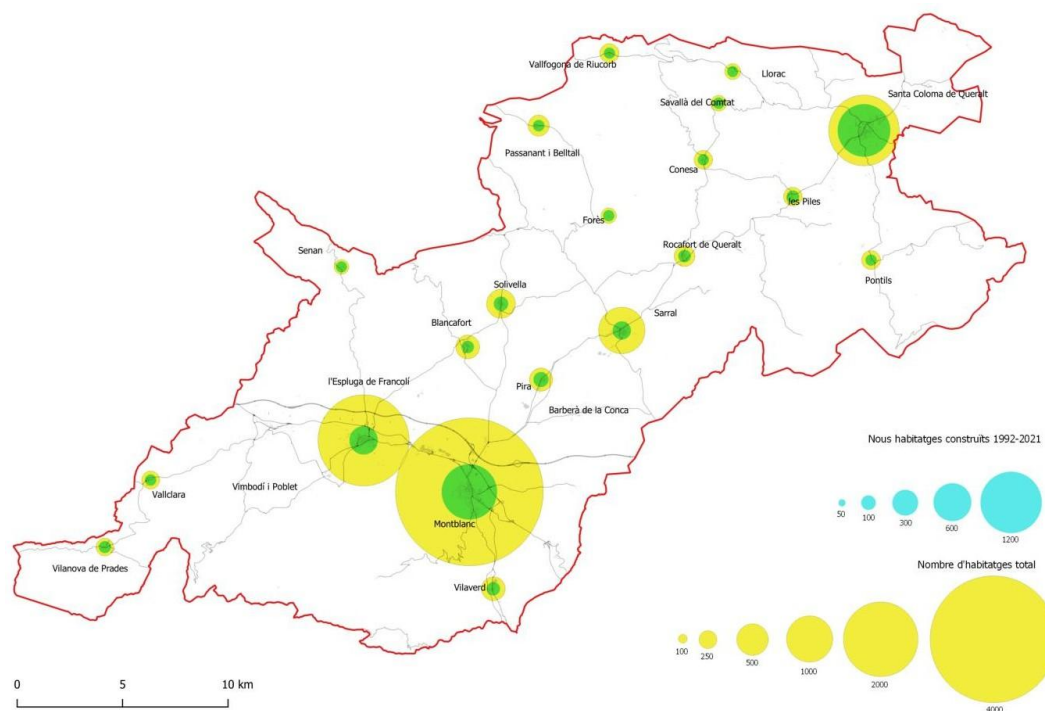 Vallfogona de Riucorb
Llorac
Santa Coloma de Queralt
Savallà del Comtat
Passanant i Belltall
Conesa
les Piles
Forès
Rocafort de Queralt
Senan
Pontils
Solivella
Sarral
Blancafort
l'Espluga de Francolí
Pira
Barberà de la Conca
Nous habitatges construïts 1992-2021
Vallclara
Vimbodí i Poblet
50 100 300 600 1200
Montblanc
Vilanova de Prades
Nombre d'habitatges total
Vilaverd
100 250 500 1000 2000 4000
0 5 10 km